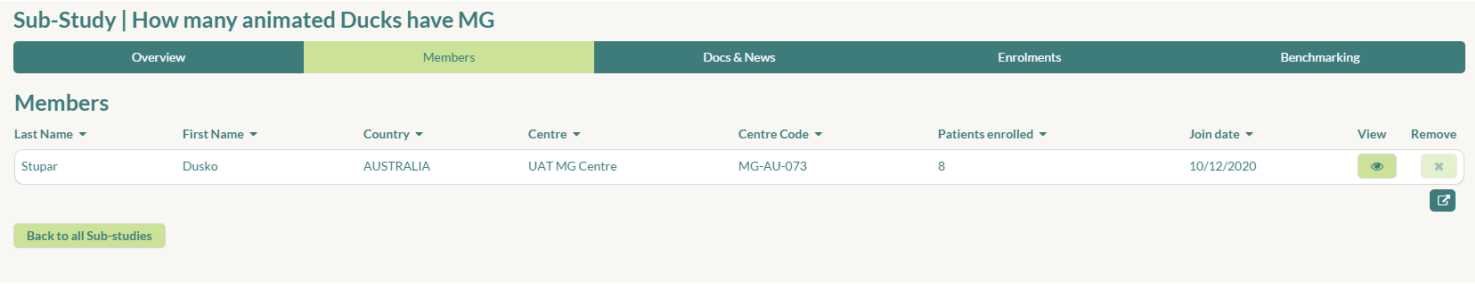 Sub-Study | How many animated Ducks have MG
Overview Members Docs & News Enrolments Benchmarking
Members
Last Name First Name Country Centre Centre Code Patients enrolled Join date View Remove
Stupar Dusko AUSTRALIA UAT MG Centre MG-AU-073 8 10/12/2020
Back to all Sub-studies